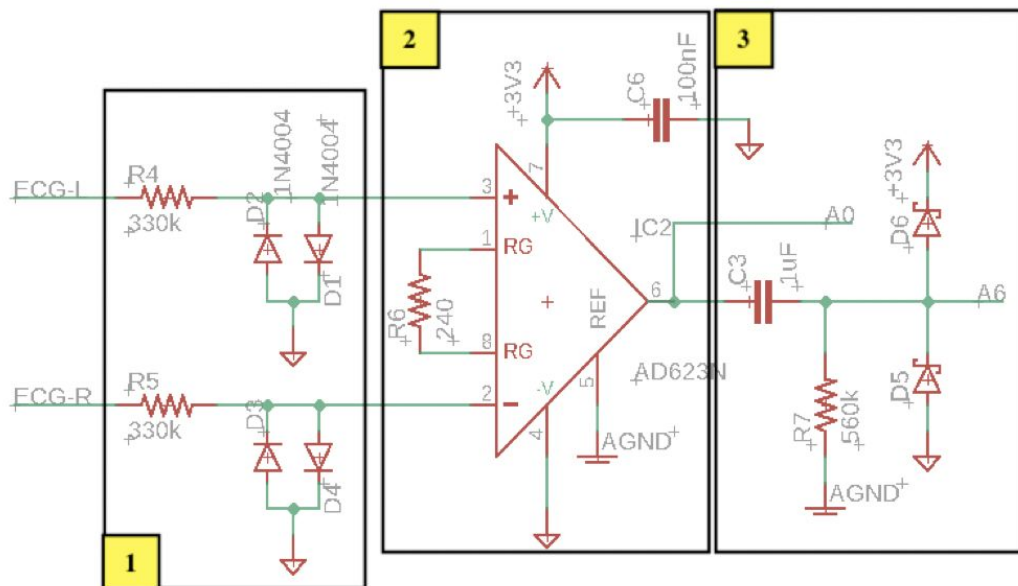 1
ECG-L
R4
330k
D2
1N4004
1N4004
D1
ECG-R
R5
330k
D3
D4
2
+3V3
C6
100nF
7
3
+
+V
1
RG
R6
240
8
RG
2
-
-V
4
REF
5
6
IC2
AD623N
AGND
3
A0
C3
1uF
+3V3
D6
A6
R7
560k
D5
AGND